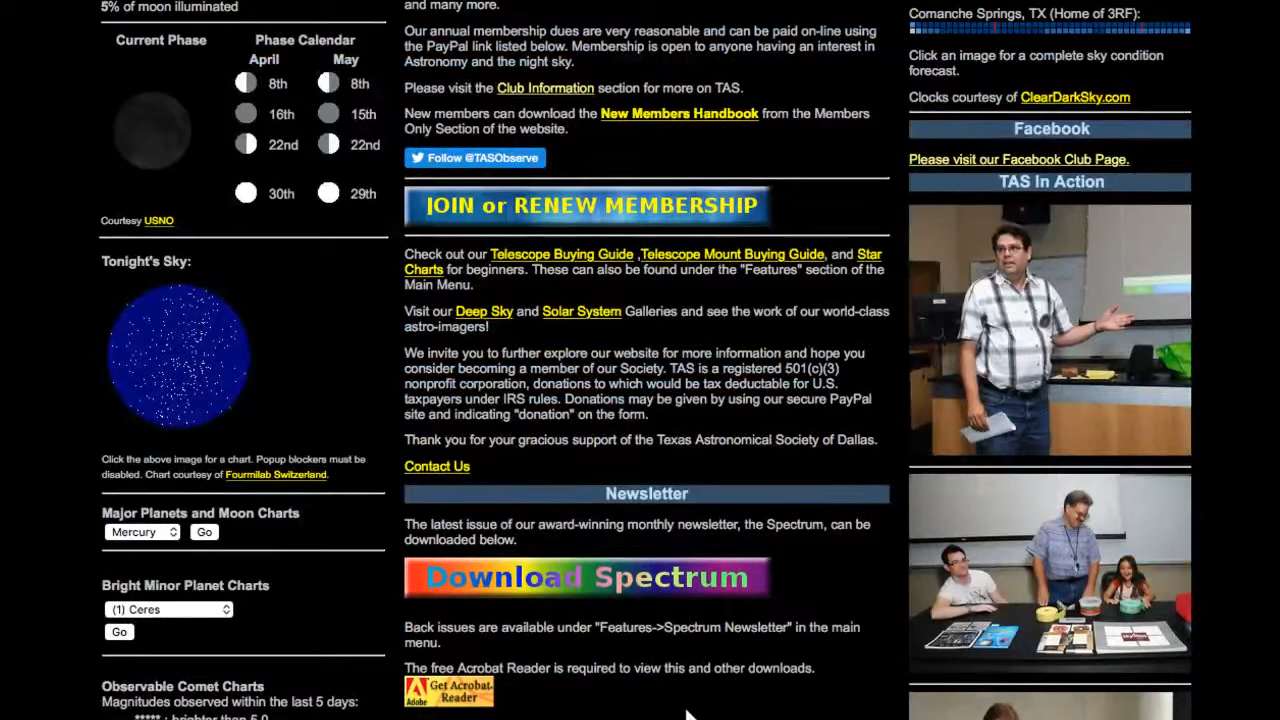 5% of moon illuminated
Current Phase
Phase Calendar
April May
8th 8th
16th 15th
22nd 22nd
30th 29th
Courtesy USNO
Tonight's Sky:
Click the above image for a chart. Popup blockers must be
disabled. Chart courtesy of Fourmilab Switzerland.
Major Planets and Moon Charts
Mercury Go
Bright Minor Planet Charts
(1) Ceres
Go
Observable Comet Charts
Magnitudes observed within the last 5 days:
***** : brighter than 5.0
and many more.
Our annual membership dues are very reasonable and can be paid on-line using
the PayPal link listed below. Membership is open to anyone having an interest in
Astronomy and the night sky.
Please visit the Club Information section for more on TAS.
New members can download the New Members Handbook from the Members
Only Section of the website.
Follow @TASObserve
JOIN or RENEW MEMBERSHIP
Check out our Telescope Buying Guide ,Telescope Mount Buying Guide, and Star
Charts for beginners. These can also be found under the "Features" section of the
Main Menu.
Visit our Deep Sky and Solar System Galleries and see the work of our world-class
astro-imagers!
We invite you to further explore our website for more information and hope you
consider becoming a member of our Society. TAS is a registered 501(c)(3)
nonprofit corporation, donations to which would be tax deductable for U.S.
taxpayers under IRS rules. Donations may be given by using our secure PayPal
site and indicating "donation" on the form.
Thank you for your gracious support of the Texas Astronomical Society of Dallas.
Contact Us
Newsletter
The latest issue of our award-winning monthly newsletter, the Spectrum, can be
downloaded below.
Download Spectrum
Back issues are available under "Features->Spectrum Newsletter" in the main
menu.
The free Acrobat Reader is required to view this and other downloads.
Get Acrobat
Adobe Reader
Comanche Springs, TX (Home of 3RF):
Click an image for a complete sky condition
forecast.
Clocks courtesy of ClearDarkSky.com
Facebook
Please visit our Facebook Club Page.
TAS In Action